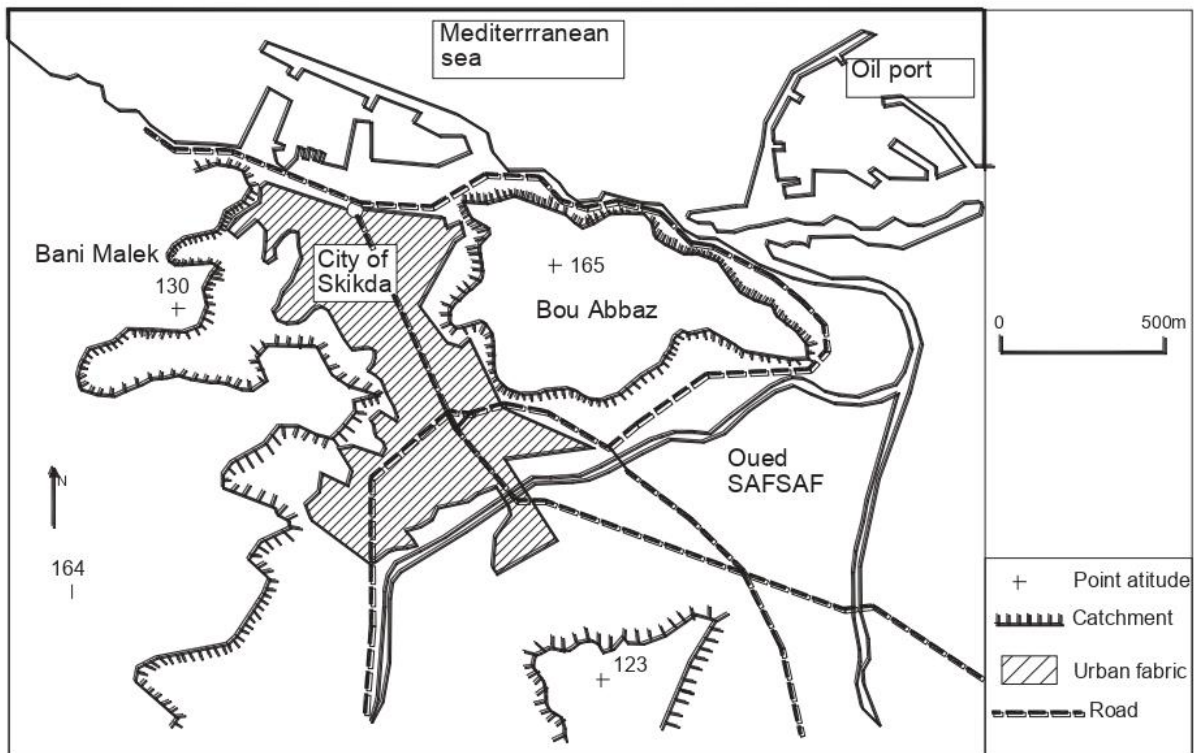 Mediterrranean
sea
Oil port
Bani Malek
130
City of
Skikda
165
Bou Abbaz
0 500m
Oued
SAFSAF
N
164
123
Point atitude
Catchment
Urban fabric
Road